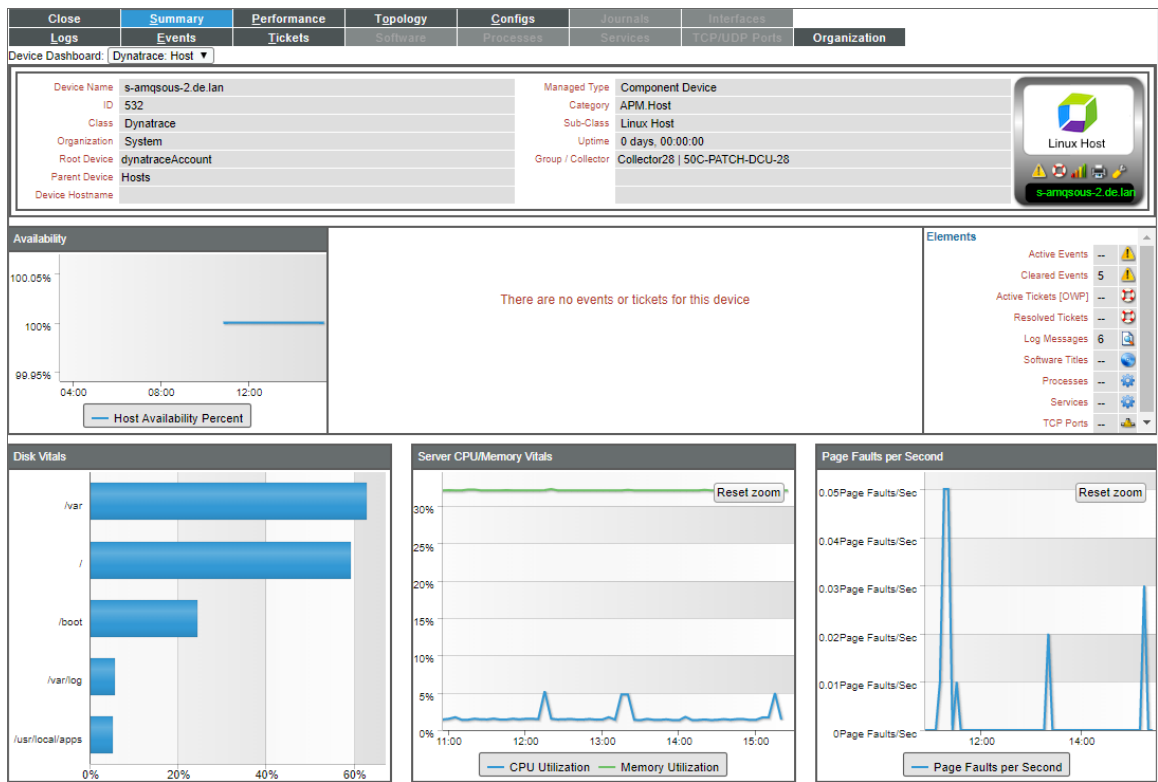 Close Summary Performance Topology Configs Journals Interfaces
Logs Events Tickets Software Processes Services TCP/UDP Ports Organization
Device Dashboard: Dynatrace: Host ▼
Device Name s-amqsous-2.de.lan Managed Type Component Device
ID 532 Category APM.Host
Class Dynatrace Sub-Class Linux Host
Organization System Uptime 0 days, 00:00:00
Root Device dynatraceAccount Group / Collector Collector28 | 50C-PATCH-DCU-28
Parent Device Hosts
Device Hostname
Linux Host
s-amqsous-2.de.lan
Availability
100.05%
100%
99.95%
04:00 08:00 12:00
Host Availability Percent
There are no events or tickets for this device
Elements
Active Events --
Cleared Events 5
Active Tickets [OWP] --
Resolved Tickets --
Log Messages 6
Software Titles --
Processes --
Services --
TCP Ports --
Disk Vitals
/var
/
/boot
/var/log
/usr/local/apps
0% 20% 40% 60%
Server CPU/Memory Vitals
Reset zoom
30%
25%
20%
15%
10%
5%
0%
11:00 12:00 13:00 14:00 15:00
CPU Utilization Memory Utilization
Page Faults per Second
Reset zoom
0.05Page Faults/Sec
0.04Page Faults/Sec
0.03Page Faults/Sec
0.02Page Faults/Sec
0.01Page Faults/Sec
0Page Faults/Sec
12:00 14:00
Page Faults per Second